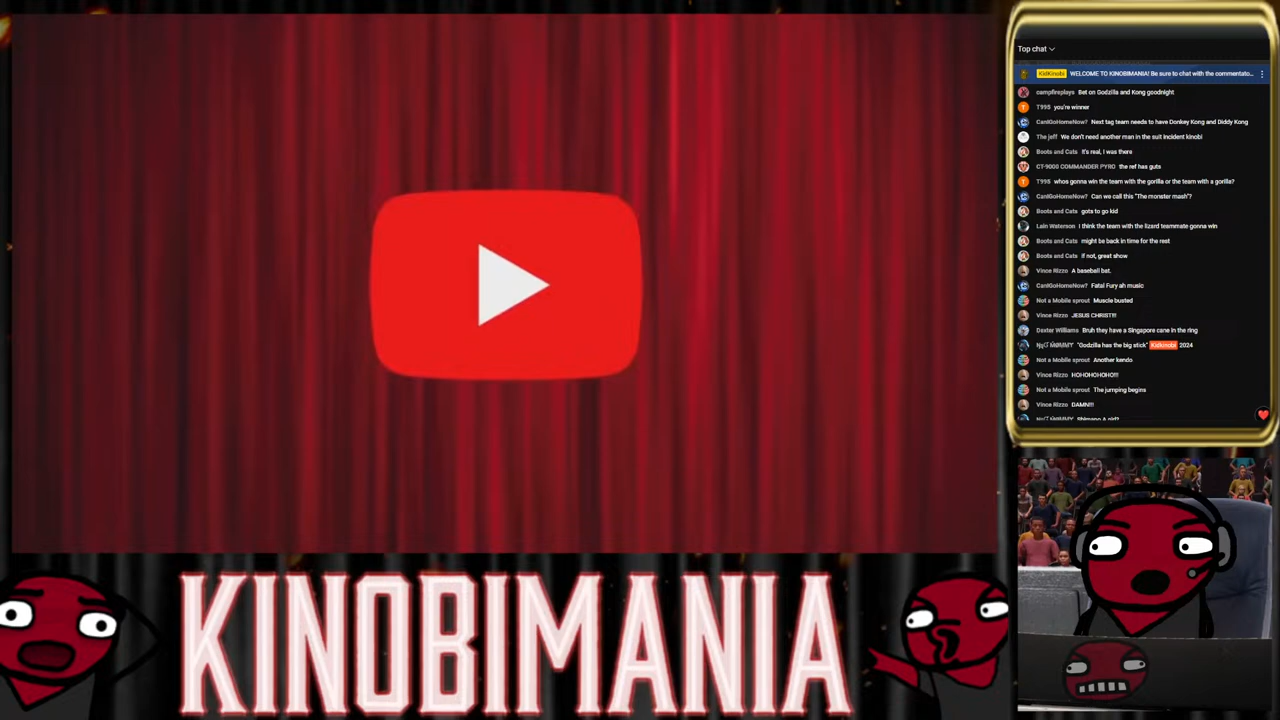 Top chat
KidKinobi WELCOME TO KINOBIMANIA! Be sure to chat with the commentato...
campfireplays Bet on Godzilla and Kong goodnight
T995 you're winner
CanIGoHomeNow? Next tag team needs to have Donkey Kong and Diddy Kong
The jeff We don't need another man in the suit incident kinobi
Boots and Cats It's real, I was there
CT-9000 COMMANDER PYRO the ref has guts
T995 whos gonna win the team with the gorilla or the team with a gorilla?
CanIGoHomeNow? Can we call this "The monster mash"?
Boots and Cats gots to go kid
Lain Waterson I think the team with the lizard teammate gonna win
Boots and Cats might be back in time for the rest
Boots and Cats if not, great show
Vince Rizzo A baseball bat.
CanIGoHomeNow? Fatal Fury ah music
Not a Mobile sprout Muscle busted
Vince Rizzo JESUS CHRIST!!!
Daxter Williams Bruh they have a Singapore cane in the ring
"Godzilla has the big stick" Kidkinobi 2024
Not a Mobile sprout Another kendo
Vince Rizzo HOHOHOHOHO!!!
Not a Mobile sprout The jumping begins
Vince Rizzo DAMN!!!
KINOBIMANIA